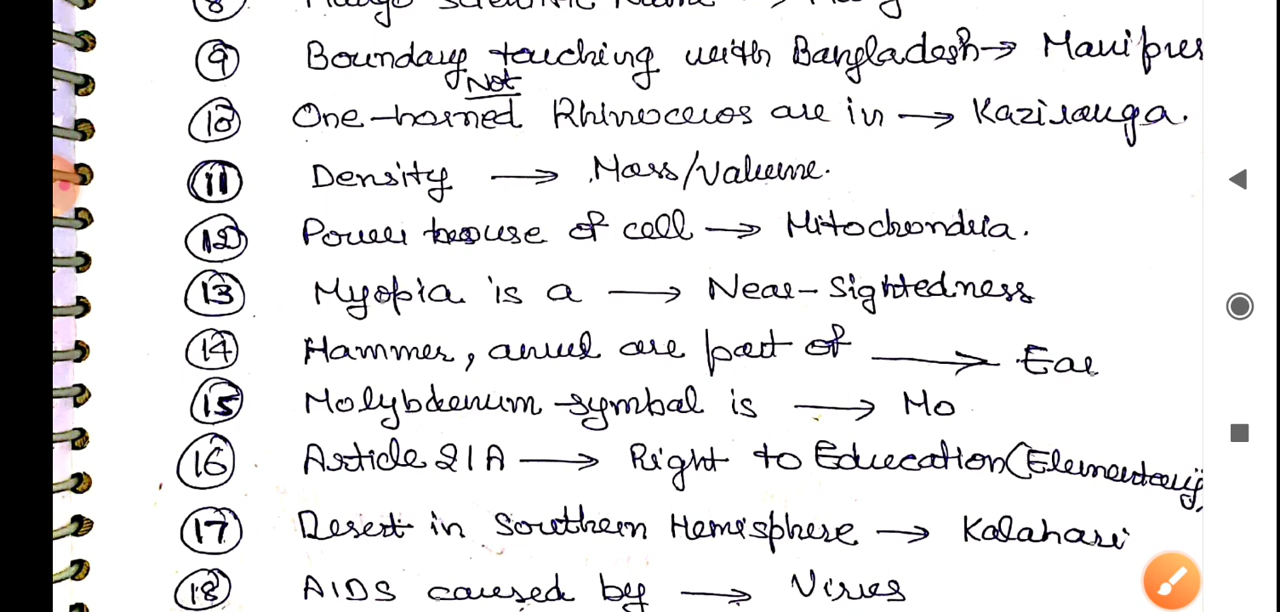 9 Boundary Not touching with Bangladesh →
10 One-horned Rhinoceros are in → Kaziranga.
11 Density → Mass/Volume.
12 Power house of cell → Mitochondria.
13 Myopia is a → Near-Sightedness
14 Hammer, anvil are part of → Ear
15 Molybdenum symbol is → Mo
16 Article 21A → Right to Education (Elementary)
17 Desert in Southern Hemisphere → Kalahari
18 AIDS caused by → Virus